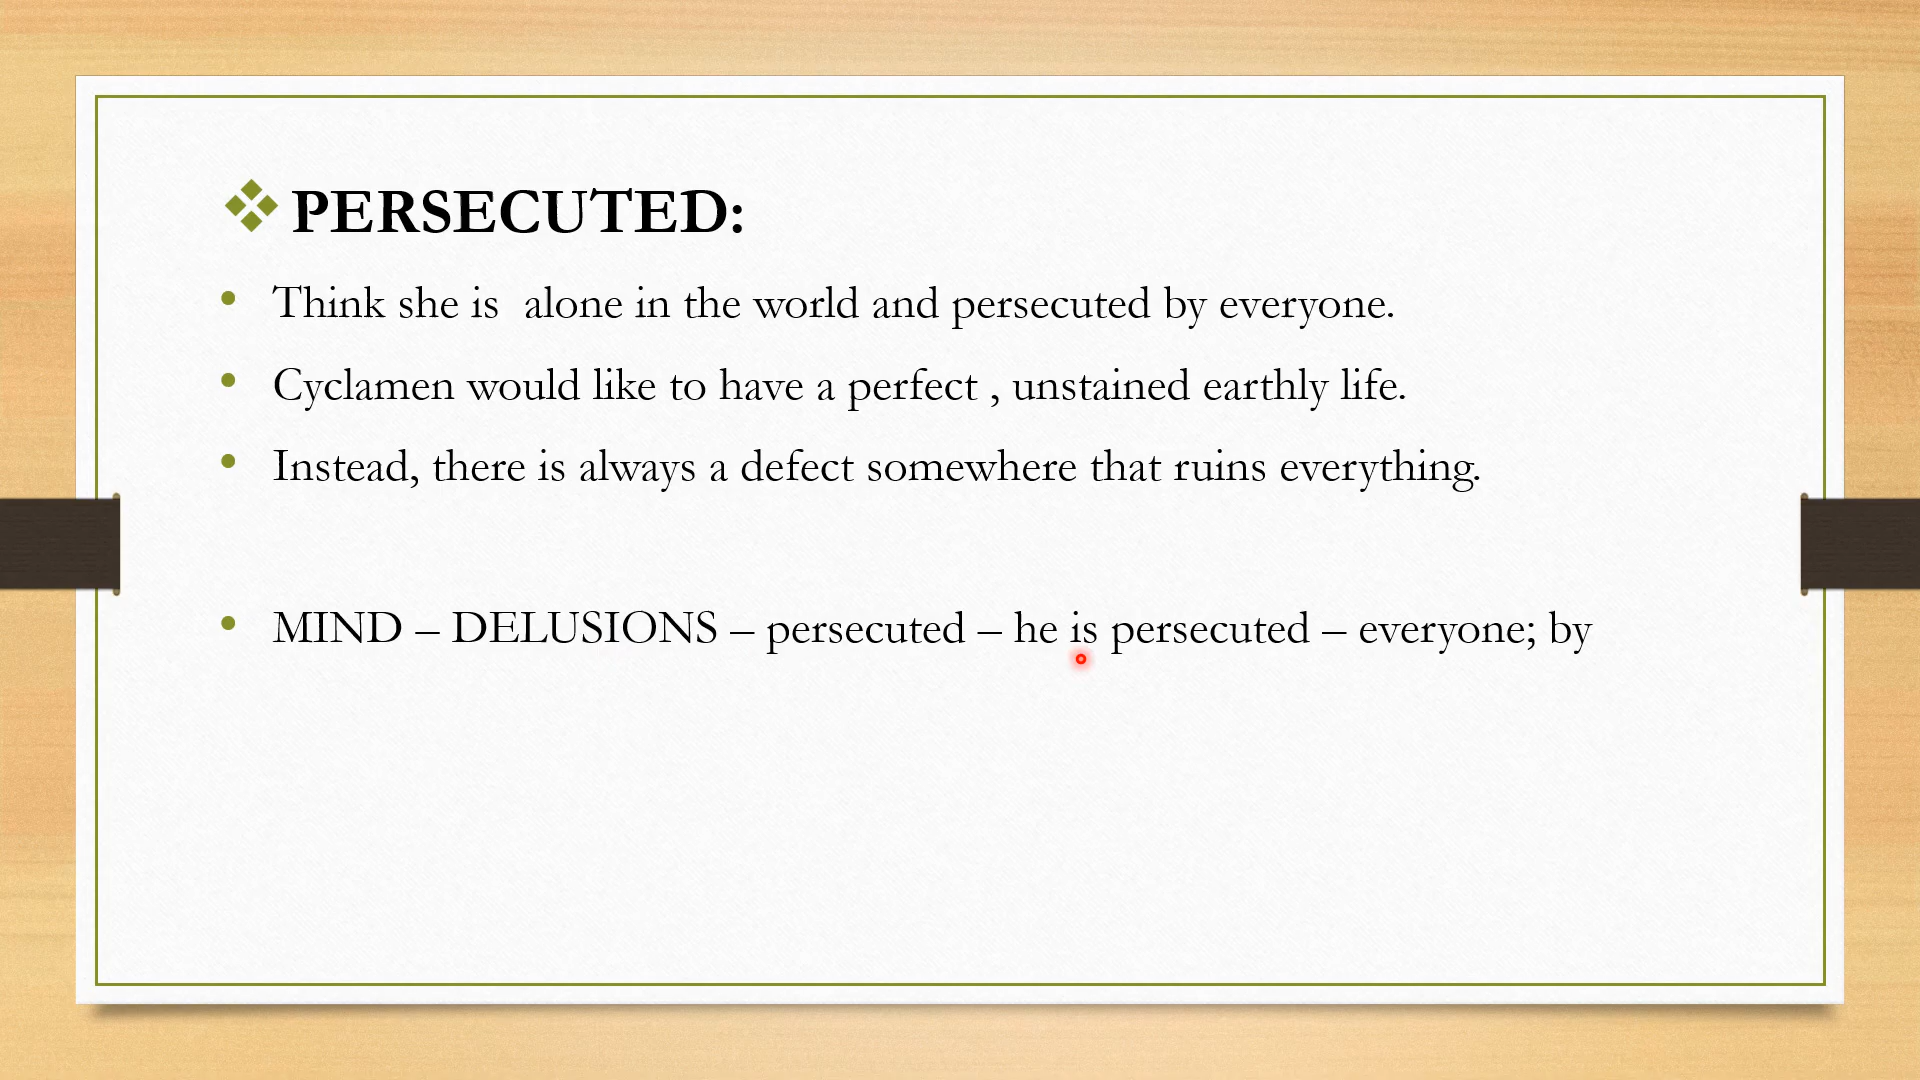 PERSECUTED:
Think she is  alone in the world and persecuted by everyone.
Cyclamen would like to have a perfect , unstained earthly life.
Instead, there is always a defect somewhere that ruins everything.
MIND – DELUSIONS – persecuted – he is persecuted – everyone; by